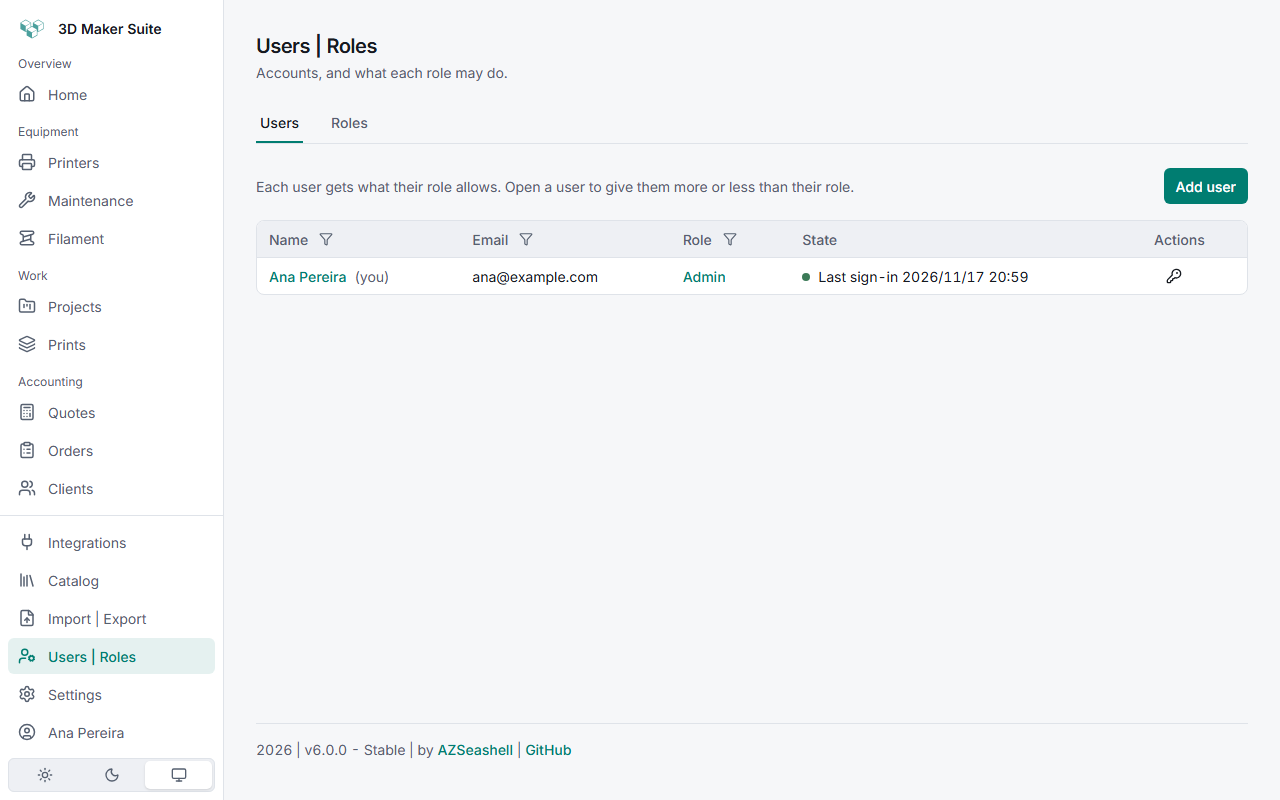 3D Maker Suite
Overview
Home
Equipment
Printers
Maintenance
Filament
Work
Projects
Prints
Accounting
Quotes
Orders
Clients
Integrations
Catalog
Import | Export
Users | Roles
Settings
Ana Pereira
Users | Roles
Accounts, and what each role may do.
Users Roles
Each user gets what their role allows. Open a user to give them more or less than their role.
Add user
Name Email Role State Actions
Ana Pereira (you) ana@example.com Admin Last sign-in 2026/11/17 20:59
2026 | v6.0.0 - Stable | by AZSeashell | GitHub